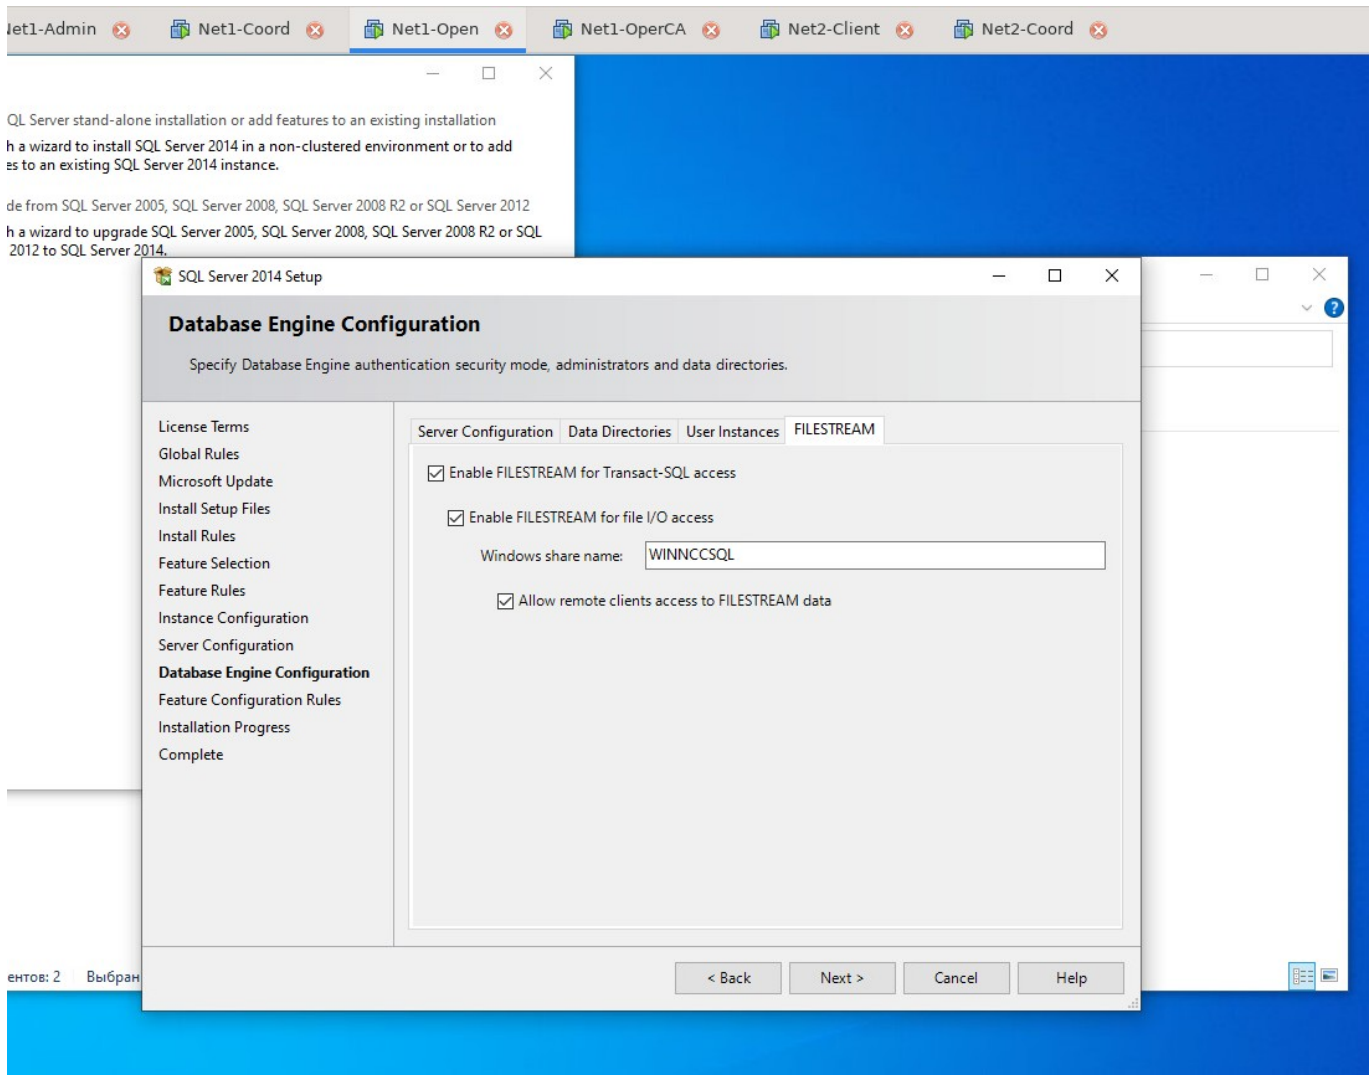 Net1-Admin Net1-Coord Net1-Open Net1-OperCA Net2-Client Net2-Coord
QL Server stand-alone installation or add features to an existing installation
h a wizard to install SQL Server 2014 in a non-clustered environment or to add
es to an existing SQL Server 2014 instance.
de from SQL Server 2005, SQL Server 2008, SQL Server 2008 R2 or SQL Server 2012
h a wizard to upgrade SQL Server 2005, SQL Server 2008, SQL Server 2008 R2 or SQL
2012 to SQL Server 2014.
SQL Server 2014 Setup
Database Engine Configuration
Specify Database Engine authentication security mode, administrators and data directories.
License Terms
Global Rules
Microsoft Update
Install Setup Files
Install Rules
Feature Selection
Feature Rules
Instance Configuration
Server Configuration
Database Engine Configuration
Feature Configuration Rules
Installation Progress
Complete
Server Configuration Data Directories User Instances FILESTREAM
Enable FILESTREAM for Transact-SQL access
Enable FILESTREAM for file I/O access
Windows share name: WINNCCSQL
Allow remote clients access to FILESTREAM data
ентов: 2 Выбран
< Back Next > Cancel Help